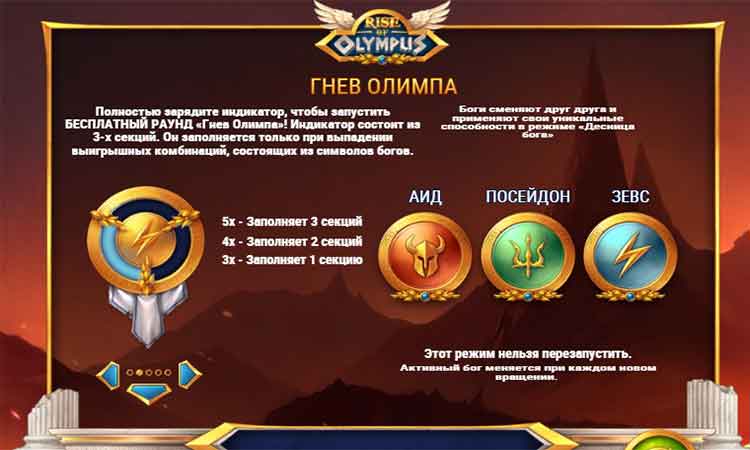 RISE
OF
OLYMPUS
ГНЕВ ОЛИМПА
Полностью зарядите индикатор, чтобы запустить
БЕСПЛАТНЫЙ РАУНД «Гнев Олимпа»! Индикатор состоит из
3-х секций. Он заполняется только при выпадении
выигрышных комбинаций, состоящих из символов богов.
Боги сменяют друг друга и
применяют свои уникальные
способности в режиме «Десница
бога»
5x - Заполняет 3 секций
4x - Заполняет 2 секций
3x - Заполняет 1 секцию
АИД
ПОСЕЙДОН
ЗЕВС
Этот режим нельзя перезапустить.
Активный бог меняется при каждом новом
вращении.